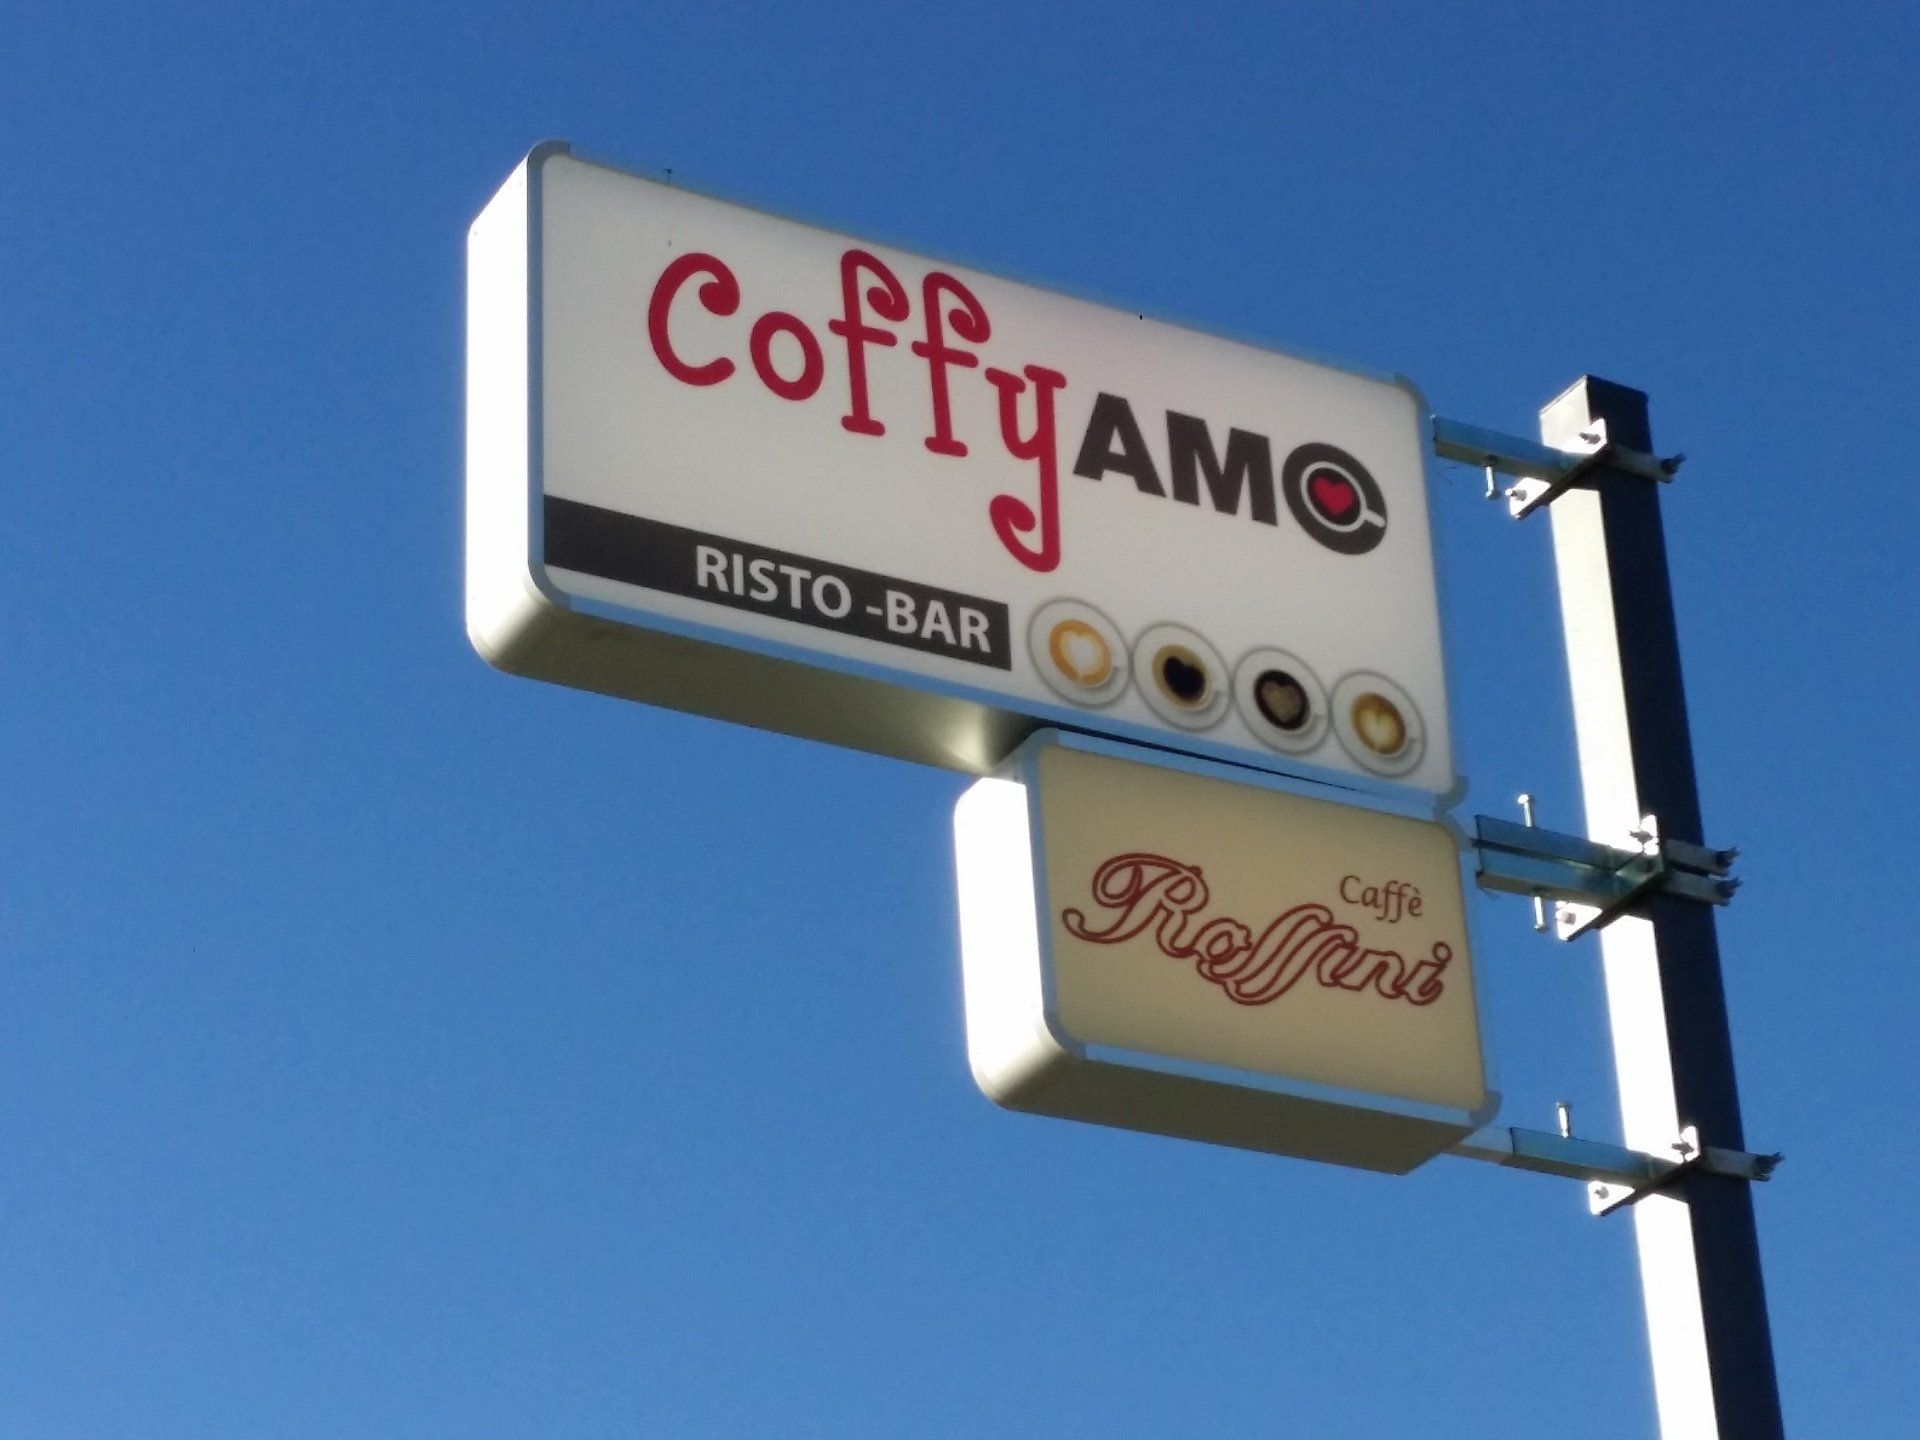 CoffyAMO
RISTO -BAR
Caffè
Rossini